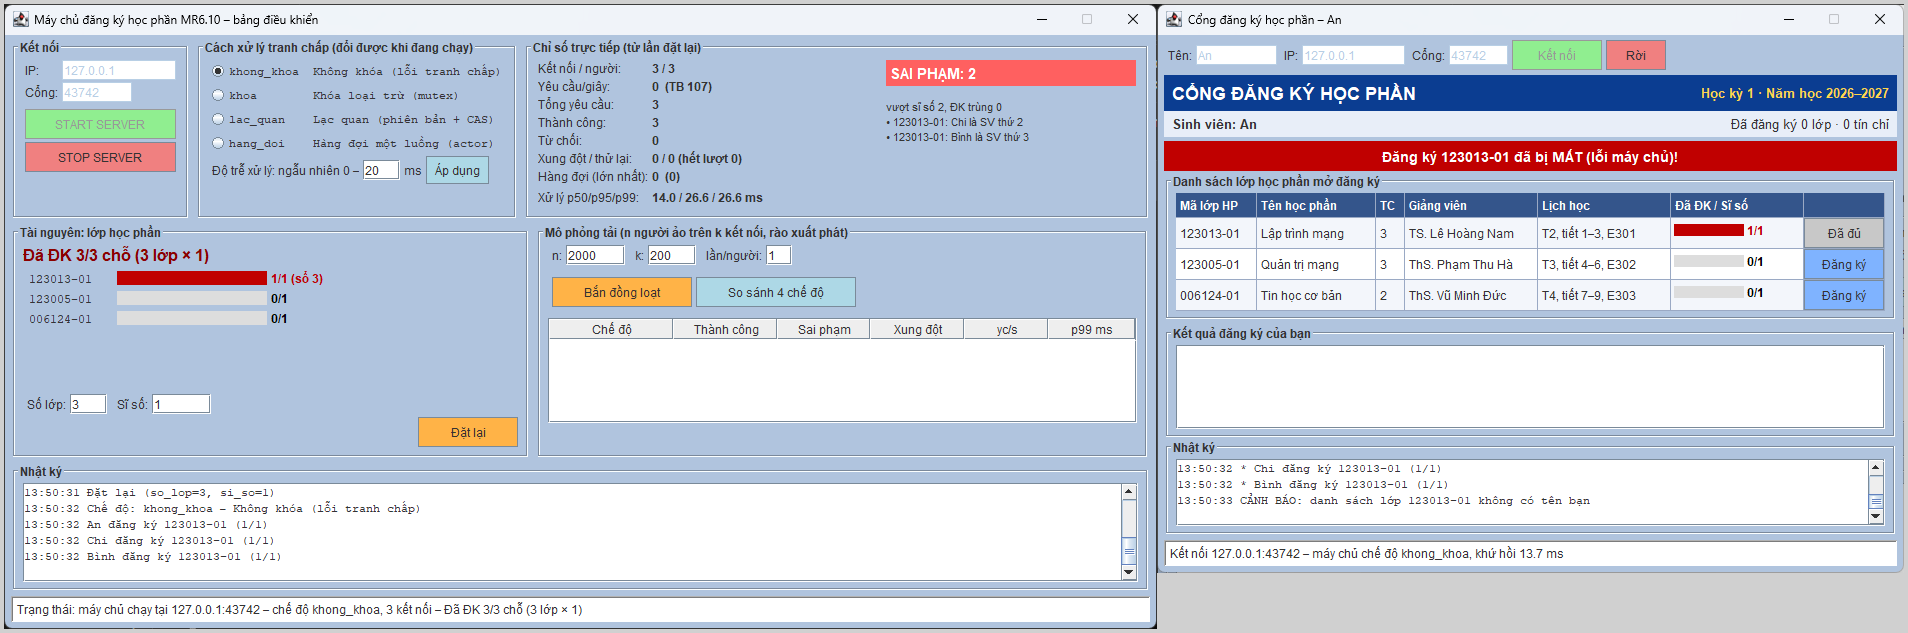 Máy chủ đăng ký học phần MR6.10 – bảng điều khiển
Kết nối
IP: 127.0.0.1
Cổng: 43742
START SERVER
STOP SERVER
Cách xử lý tranh chấp (đổi được khi đang chạy)
khong_khoa Không khóa (lỗi tranh chấp)
khoa Khóa loại trừ (mutex)
lac_quan Lạc quan (phiên bản + CAS)
hang_doi Hàng đợi một luồng (actor)
Độ trễ xử lý: ngẫu nhiên 0 – 20 ms Áp dụng
Chỉ số trực tiếp (từ lần đặt lại)
Kết nối / người: 3 / 3
Yêu cầu/giây: 0 (TB 107)
Tổng yêu cầu: 3
Thành công: 3
Từ chối: 0
Xung đột / thử lại: 0 / 0 (hết lượt 0)
Hàng đợi (lớn nhất): 0 (0)
Xử lý p50/p95/p99: 14.0 / 26.6 / 26.6 ms
SAI PHẠM: 2
vượt sĩ số 2, ĐK trùng 0
• 123013-01: Chi là SV thứ 2
• 123013-01: Bình là SV thứ 3
Tài nguyên: lớp học phần
Đã ĐK 3/3 chỗ (3 lớp × 1)
123013-01 1/1 (số 3)
123005-01 0/1
006124-01 0/1
Số lớp: 3 Sĩ số: 1
Đặt lại
Mô phỏng tải (n người ảo trên k kết nối, rào xuất phát)
n: 2000 k: 200 lần/người: 1
Bắn đồng loạt So sánh 4 chế độ
Chế độ Thành công Sai phạm Xung đột yc/s p99 ms
Nhật ký
13:50:31 Đặt lại (so_lop=3, si_so=1)
13:50:32 Chế độ: khong_khoa – Không khóa (lỗi tranh chấp)
13:50:32 An đăng ký 123013-01 (1/1)
13:50:32 Chi đăng ký 123013-01 (1/1)
13:50:32 Bình đăng ký 123013-01 (1/1)
Trạng thái: máy chủ chạy tại 127.0.0.1:43742 – chế độ khong_khoa, 3 kết nối – Đã ĐK 3/3 chỗ (3 lớp × 1)
Cổng đăng ký học phần – An
Tên: An IP: 127.0.0.1 Cổng: 43742 Kết nối Rời
CỔNG ĐĂNG KÝ HỌC PHẦN Học kỳ 1 · Năm học 2026–2027
Sinh viên: An Đã đăng ký 0 lớp · 0 tín chỉ
Đăng ký 123013-01 đã bị MẤT (lỗi máy chủ)!
Danh sách lớp học phần mở đăng ký
Mã lớp HP Tên học phần TC Giảng viên Lịch học Đã ĐK / Sĩ số
123013-01 Lập trình mạng 3 TS. Lê Hoàng Nam T2, tiết 1–3, E301 1/1 Đã đủ
123005-01 Quản trị mạng 3 ThS. Phạm Thu Hà T3, tiết 4–6, E302 0/1 Đăng ký
006124-01 Tin học cơ bản 2 ThS. Vũ Minh Đức T4, tiết 7–9, E303 0/1 Đăng ký
Kết quả đăng ký của bạn
Nhật ký
13:50:32 * Chi đăng ký 123013-01 (1/1)
13:50:32 * Bình đăng ký 123013-01 (1/1)
13:50:33 CẢNH BÁO: danh sách lớp 123013-01 không có tên bạn
Kết nối 127.0.0.1:43742 – máy chủ chế độ khong_khoa, khứ hồi 13.7 ms